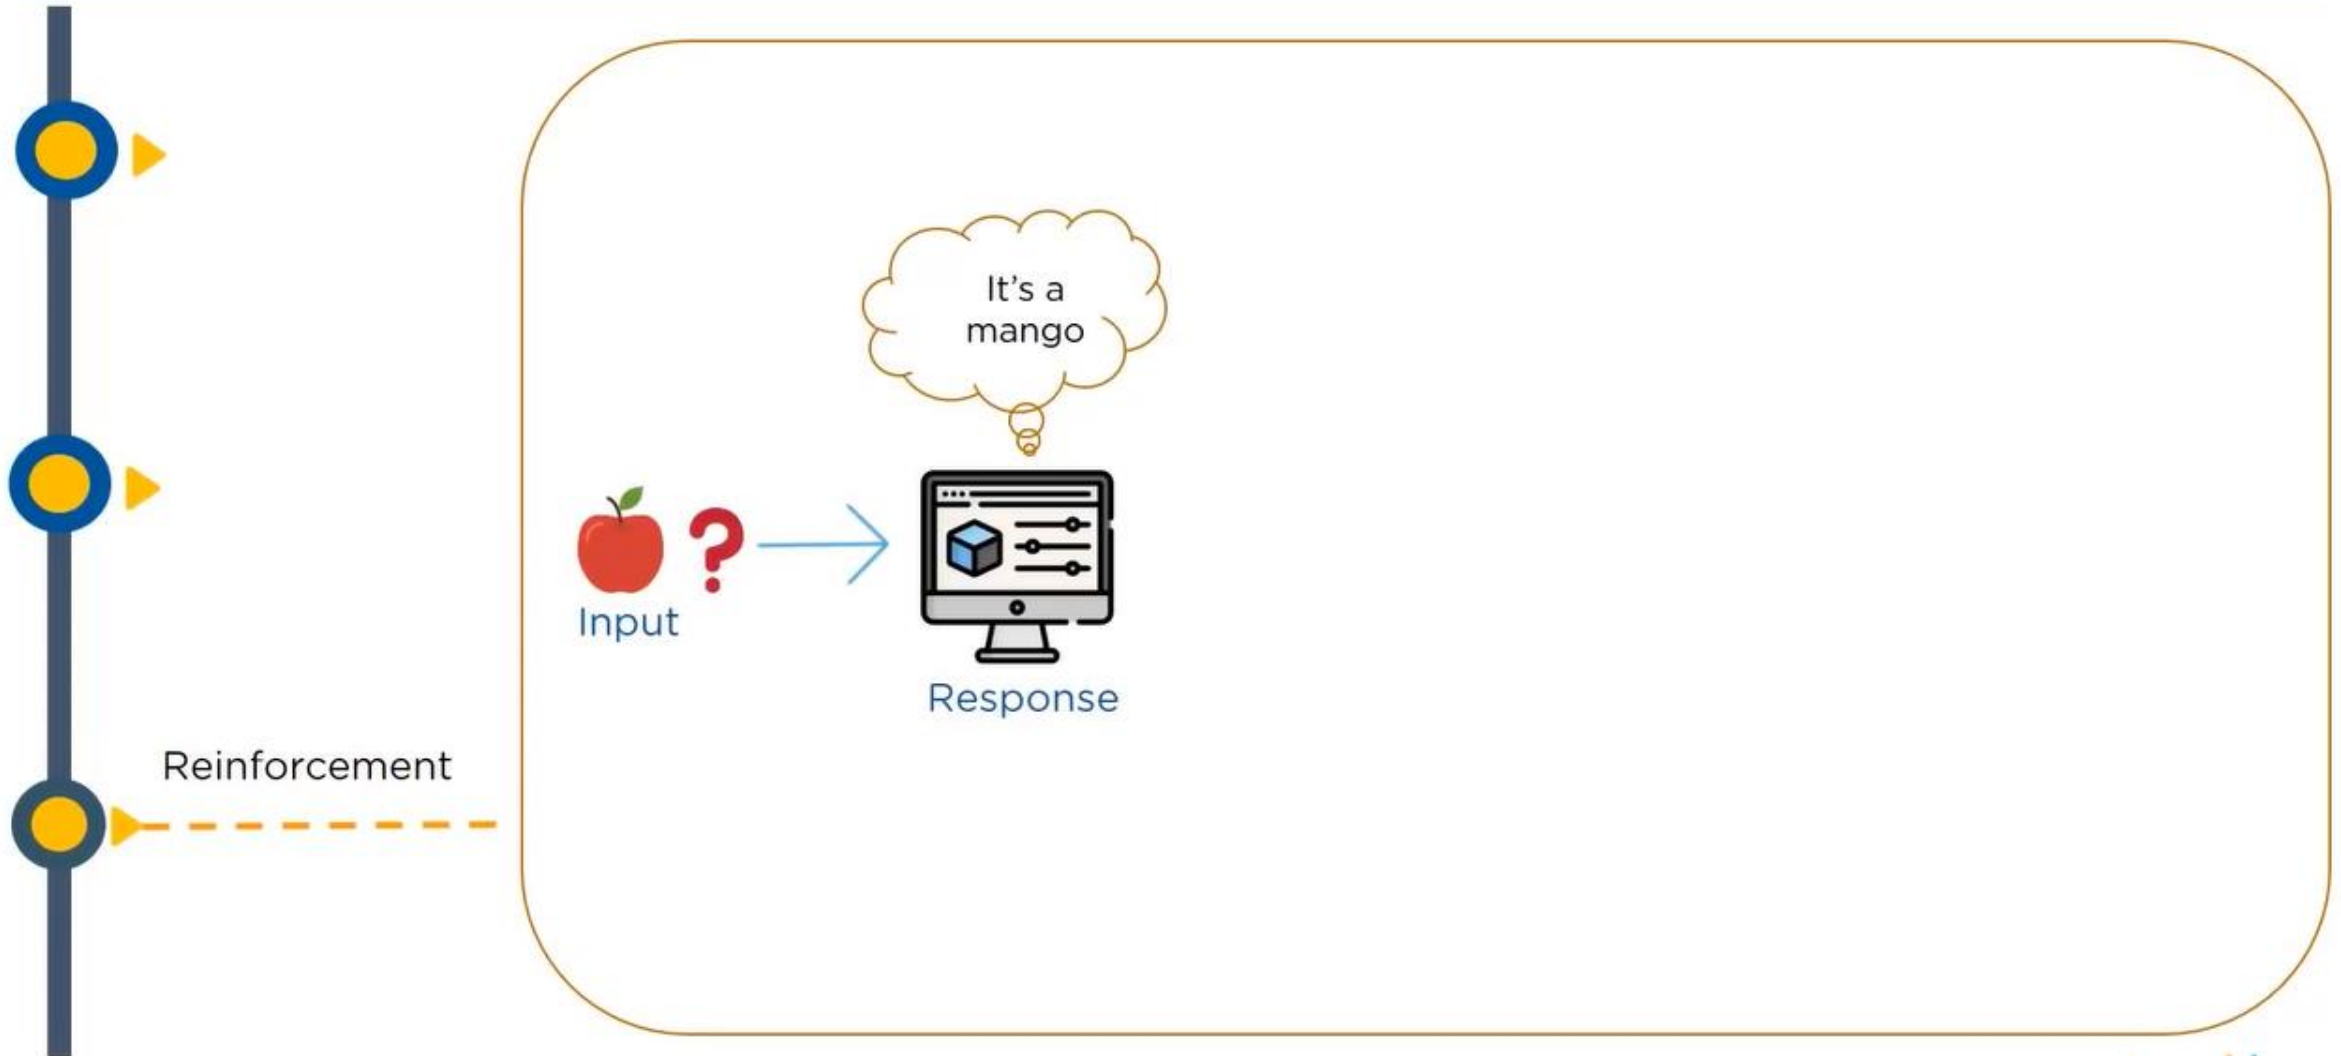 It's a
mango
Input
Response
Reinforcement